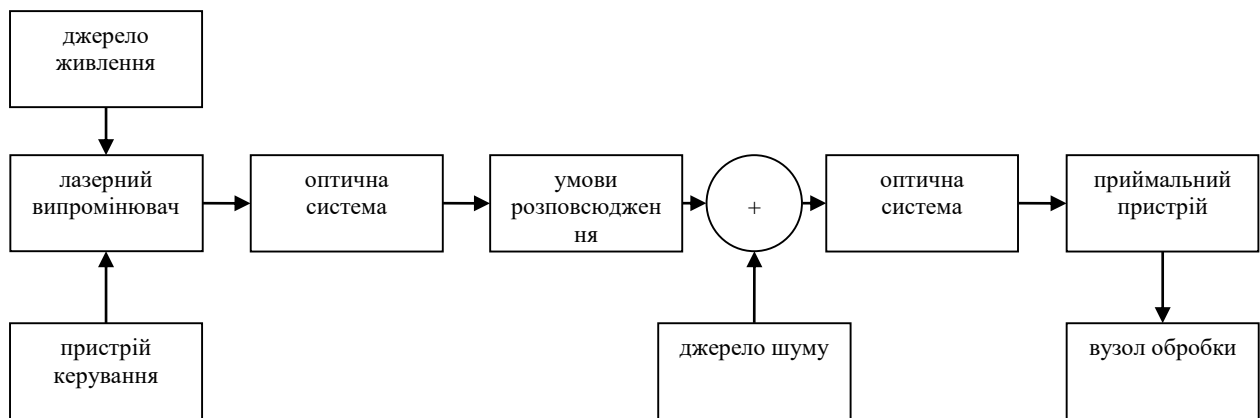 джерело
живлення
лазерний
випромінювач
оптична
система
умови
розповсюджен
ня
+
оптична
система
приймальний
пристрій
пристрій
керування
джерело шуму
вузол обробки